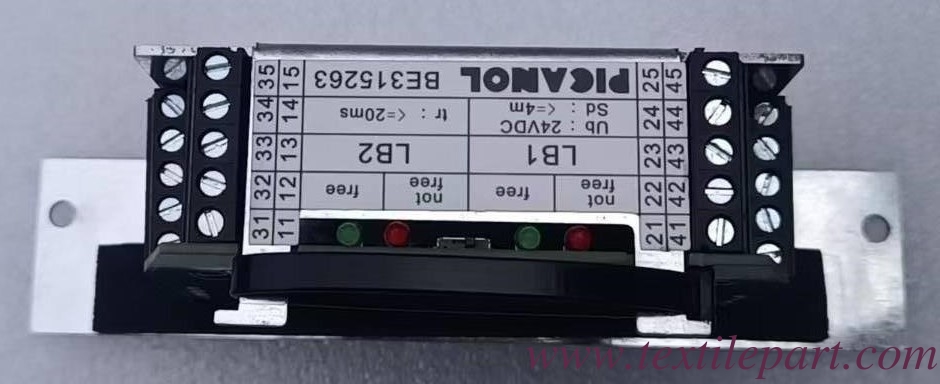 not free free not free free
LB1 LB2
Ub : 24VDC tr : <=20ms
Sd : <=4m
PICANOL BE315263
31 32 33 34 35
11 12 13 14 15
21 22 23 24 25
41 42 43 44 45
www.textilepart.com